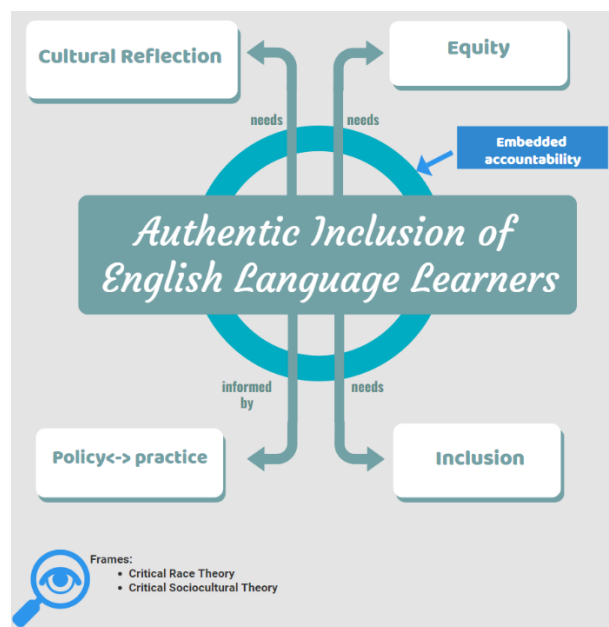 Cultural Reflection
Equity
needs
needs
Embedded
accountability
Authentic Inclusion of
English Language Learners
informed
by
needs
Policy<-> practice
Inclusion
Frames:
• Critical Race Theory
• Critical Sociocultural Theory